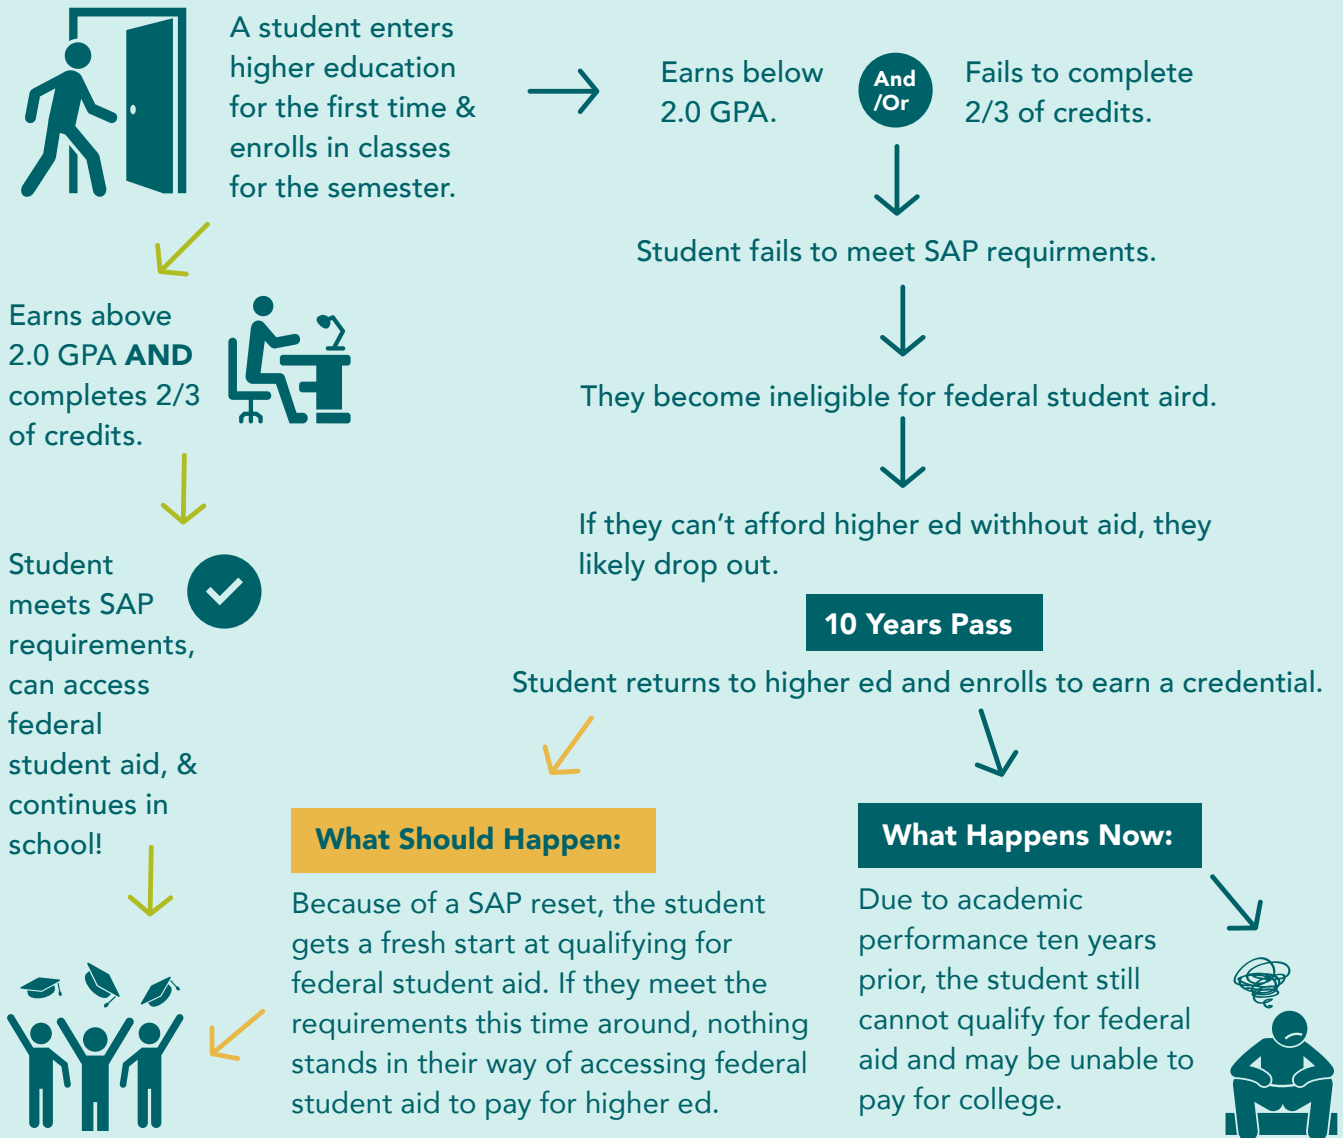 A student enters
higher education
for the first time &
enrolls in classes
for the semester.
Earns below
2.0 GPA.
And
/Or
Fails to complete
2/3 of credits.
Student fails to meet SAP requirments.
They become ineligible for federal student aird.
If they can’t afford higher ed withhout aid, they
likely drop out.
10 Years Pass
Student returns to higher ed and enrolls to earn a credential.
Earns above
2.0 GPA AND
completes 2/3
of credits.
Student
meets SAP
requirements,
can access
federal
student aid, &
continues in
school!
What Should Happen:
Because of a SAP reset, the student
gets a fresh start at qualifying for
federal student aid. If they meet the
requirements this time around, nothing
stands in their way of accessing federal
student aid to pay for higher ed.
What Happens Now:
Due to academic
performance ten years
prior, the student still
cannot qualify for federal
aid and may be unable to
pay for college.